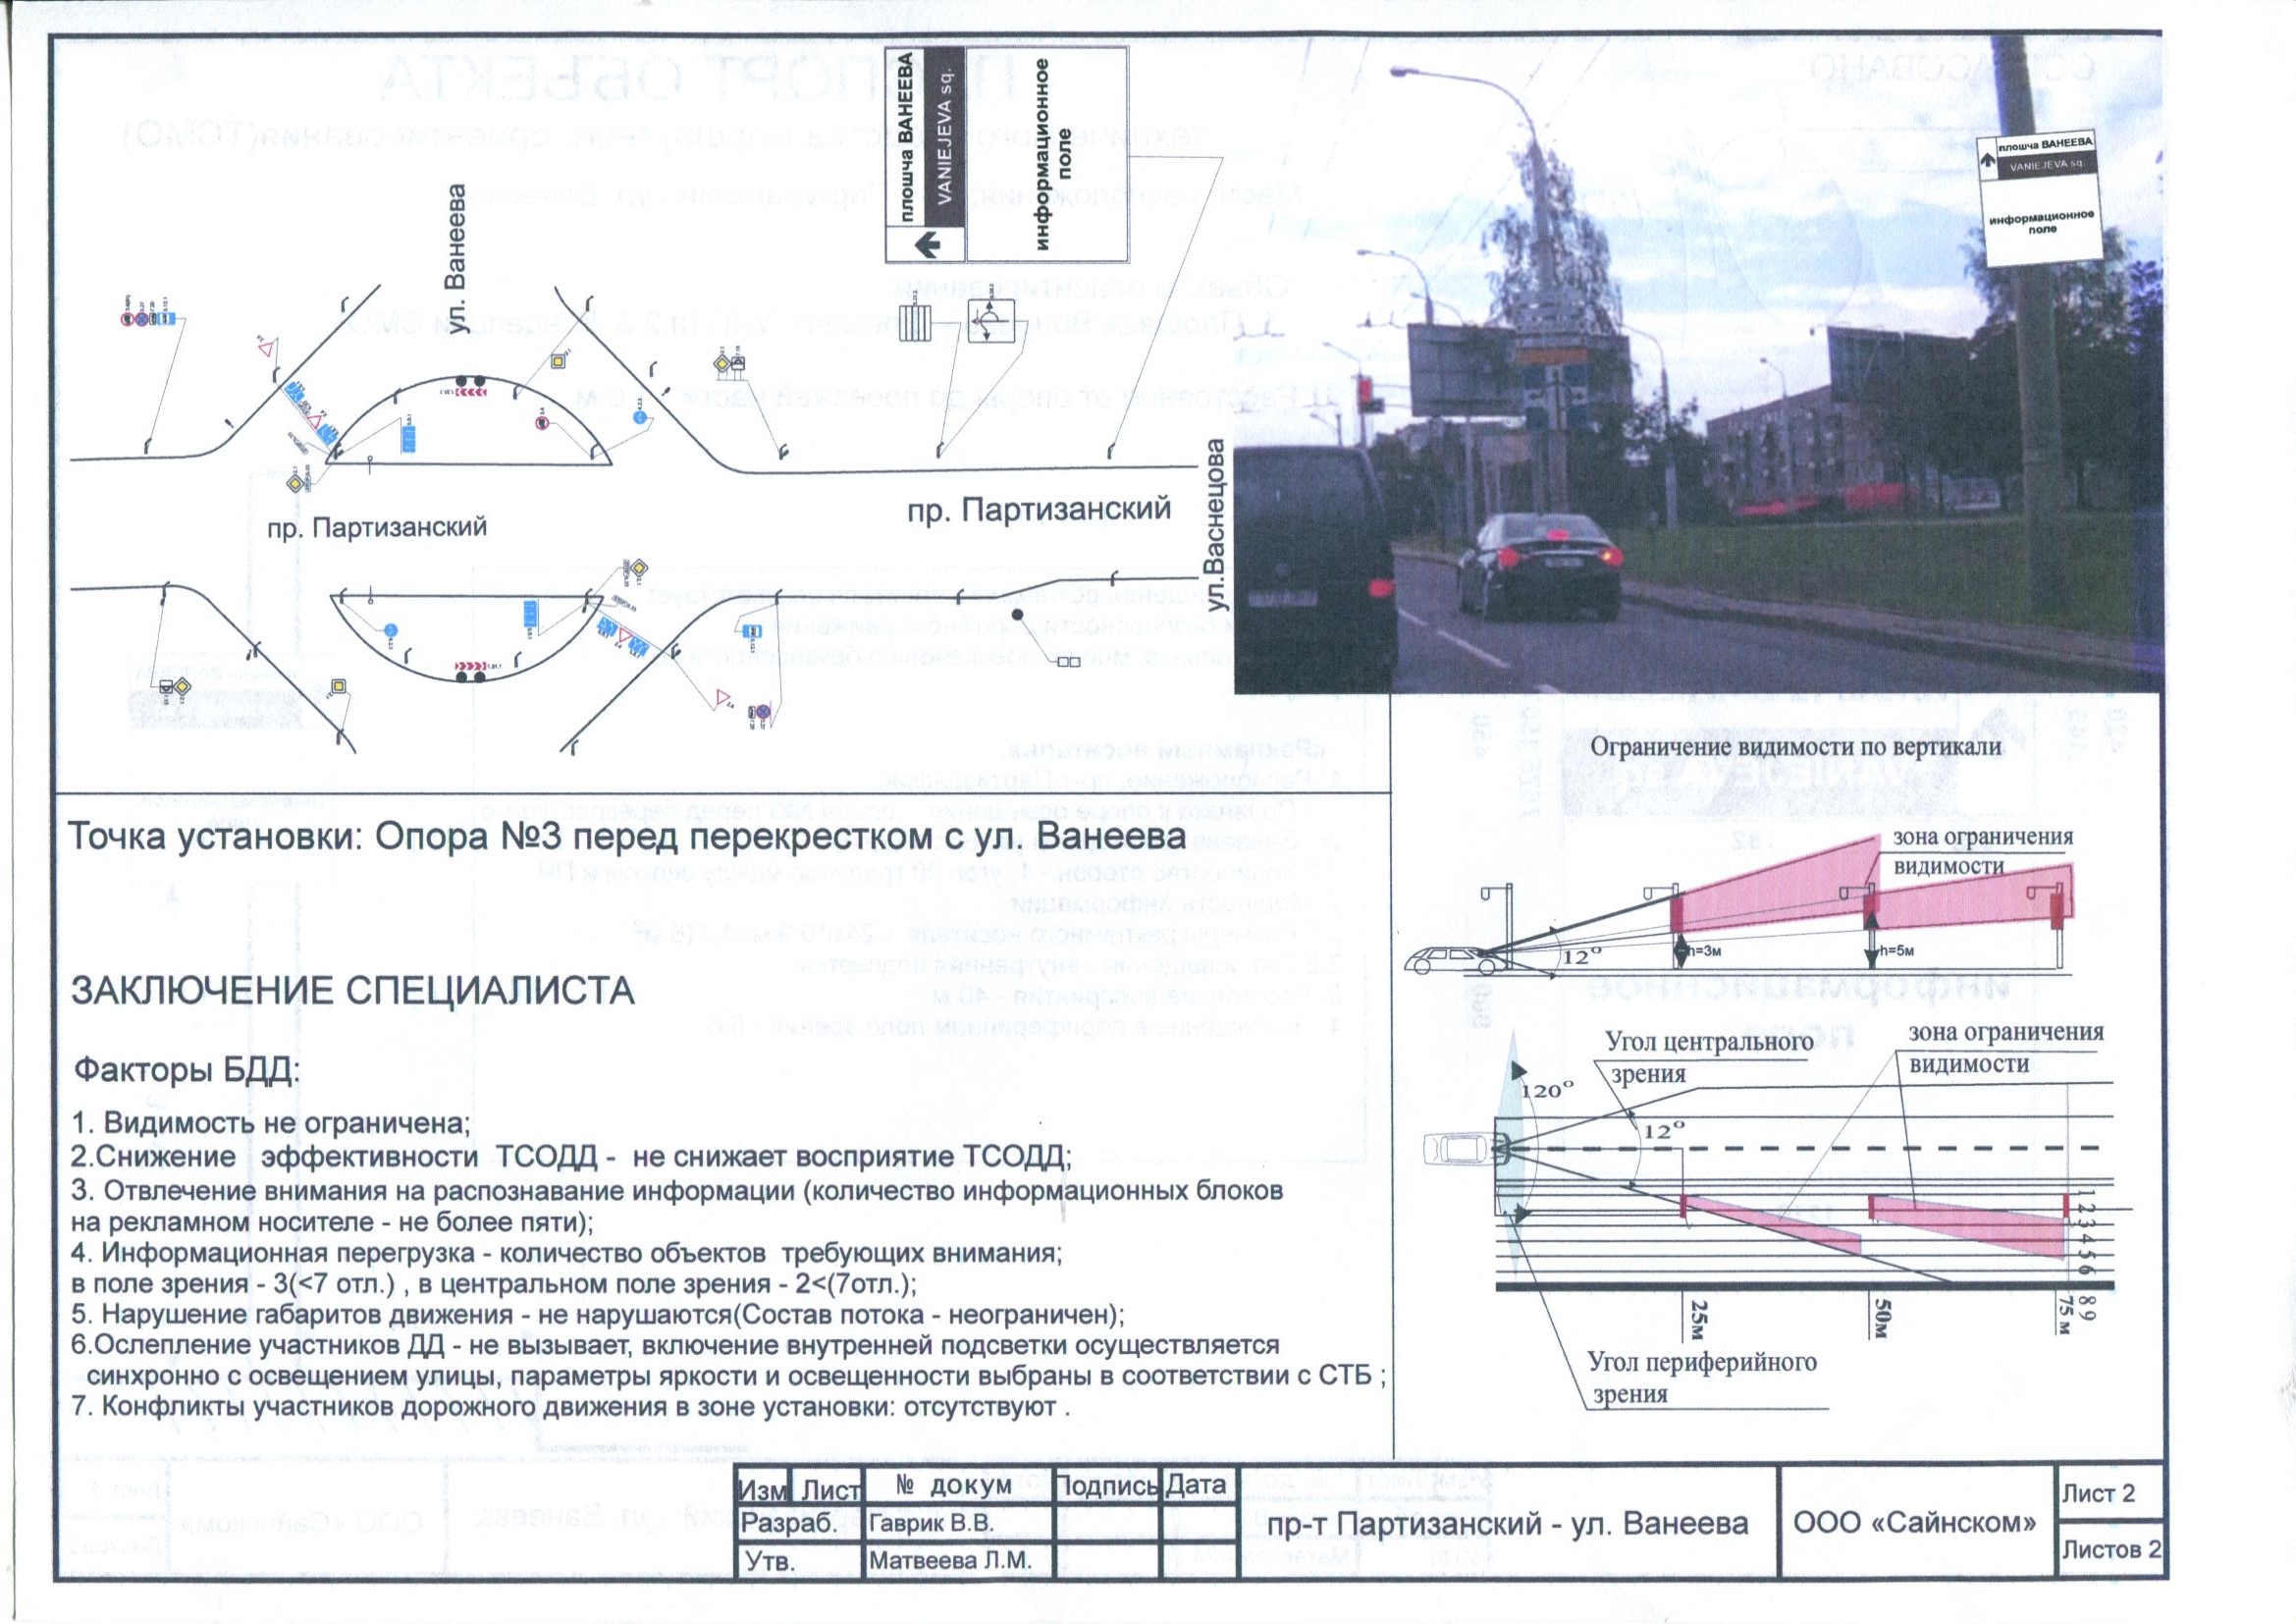 плошча ВАНЕЕВА
VANIEJEVA sq.
информационное
поле
ул. Ванеева
пр. Партизанский
пр. Партизанский
ул.Васнецова
плошча ВАНЕЕВА
VANIEJEVA sq.
информационное
поле
Точка установки: Опора №3 перед перекрестком с ул. Ванеева
ЗАКЛЮЧЕНИЕ СПЕЦИАЛИСТА
Факторы БДД:
1. Видимость не ограничена;
2.Снижение эффективности ТСОДД - не снижает восприятие ТСОДД;
3. Отвлечение внимания на распознавание информации (количество информационных блоков
на рекламном носителе - не более пяти);
4. Информационная перегрузка - количество объектов требующих внимания;
в поле зрения - 3(<7 отл.) , в центральном поле зрения - 2<(7отл.);
5. Нарушение габаритов движения - не нарушаются(Состав потока - неограничен);
6.Ослепление участников ДД - не вызывает, включение внутренней подсветки осуществляется
синхронно с освещением улицы, параметры яркости и освещенности выбраны в соответствии с СТБ ;
7. Конфликты участников дорожного движения в зоне установки: отсутствуют .
Ограничение видимости по вертикали
зона ограничения
видимости
12°
h=3м
h=5м
Угол центрального
зрения
зона ограничения
видимости
120°
12°
1 2 3 4 5 6 8 9
25м
50м
75 м
Угол периферийного
зрения
Изм Лист № докум Подпись Дата
Разраб. Гаврик В.В.
Утв. Матвеева Л.М.
пр-т Партизанский - ул. Ванеева
ООО «Сайнском»
Лист 2
Листов 2